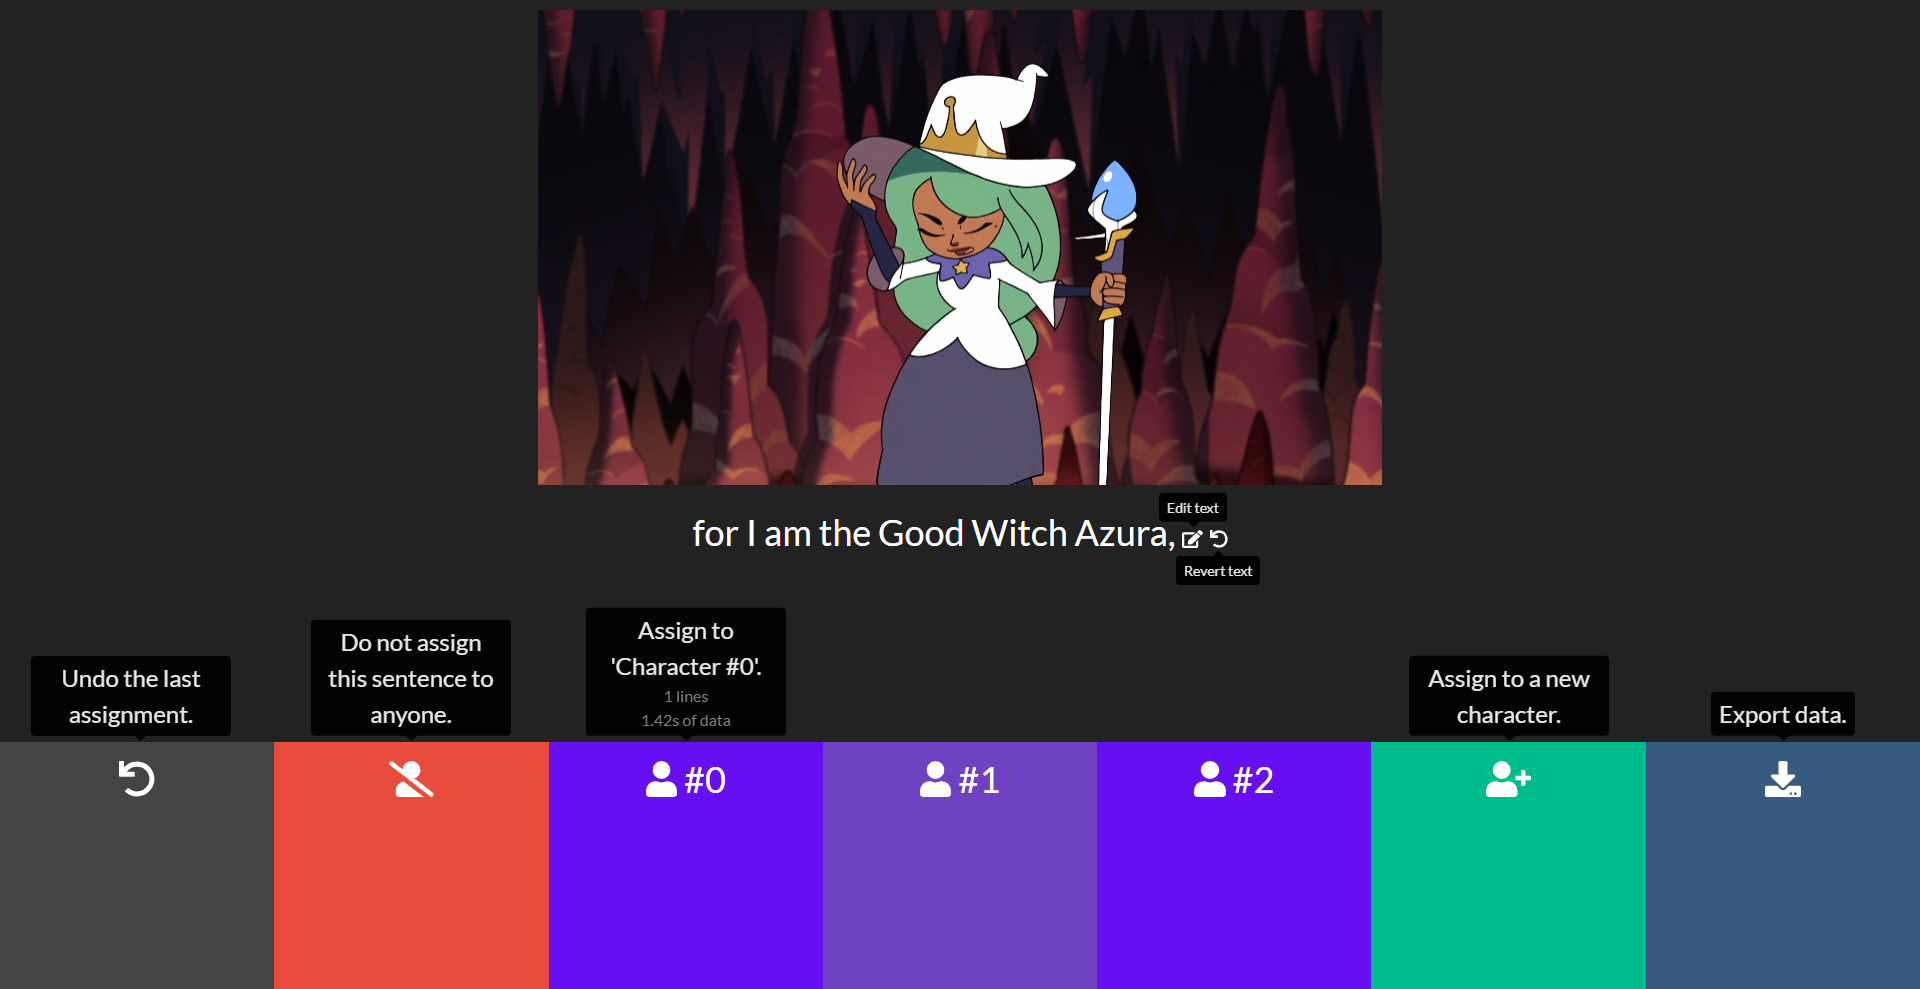 Edit text
for I am the Good Witch Azura,
Revert text
Undo the last
assignment.
Do not assign
this sentence to
anyone.
Assign to
'Character #0'.
1 lines
1.42s of data
Assign to a new
character.
Export data.
#0
#1
#2